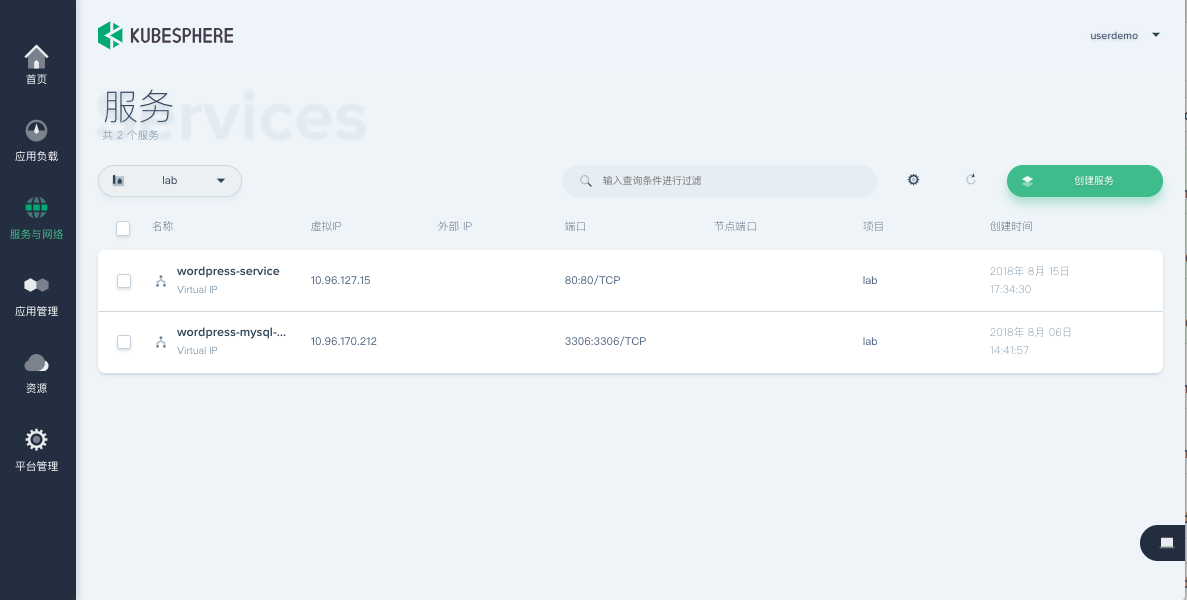 KUBESPHERE
userdemo
首页
应用负载
服务与网络
应用管理
资源
平台管理
Services
服务
共 2 个服务
lab
输入查询条件进行过滤
创建服务
名称 虚拟IP 外部 IP 端口 节点端口 项目 创建时间
wordpress-service 10.96.127.15 80:80/TCP lab 2018年 8月 15日
Virtual IP 17:34:30
wordpress-mysql-... 10.96.170.212 3306:3306/TCP lab 2018年 8月 06日
Virtual IP 14:41:57